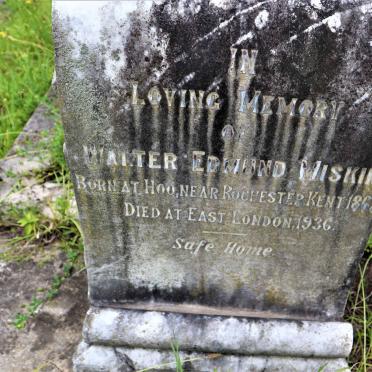 IN
LOVING MEMORY
OF
WALTER EDMUND MISKIN
BORN AT HOO, NEAR ROCHESTER KENT
DIED AT EAST LONDON, 1936.
Safe Home